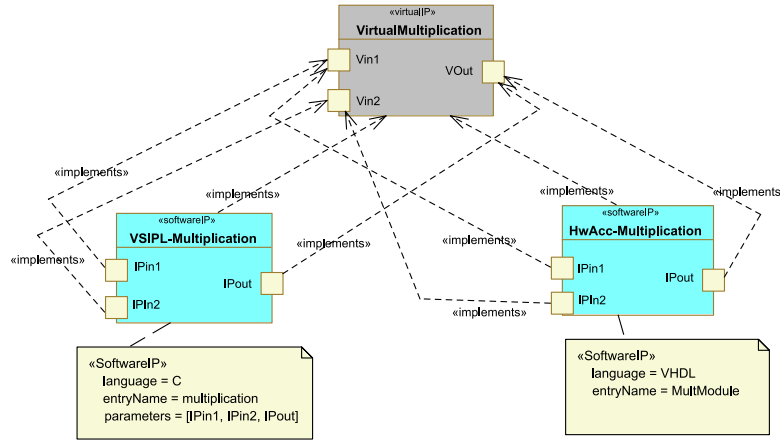 «virtualIP»
VirtualMultiplication
Vin1
VOut
Vin2
«implements»
«implements»
«implements»
«implements»
«implements»
«softwareIP»
VSIPL-Multiplication
«softwareIP»
HwAcc-Multiplication
«implements»
«implements»
«implements»
IPin1
IPout
IPIn2
IPin1
IPout
IPIn2
«implements»
«SoftwareIP»
language = C
entryName = multiplication
parameters = [IPin1, IPin2, IPout]
«SoftwareIP»
language = VHDL
entryName = MultModule